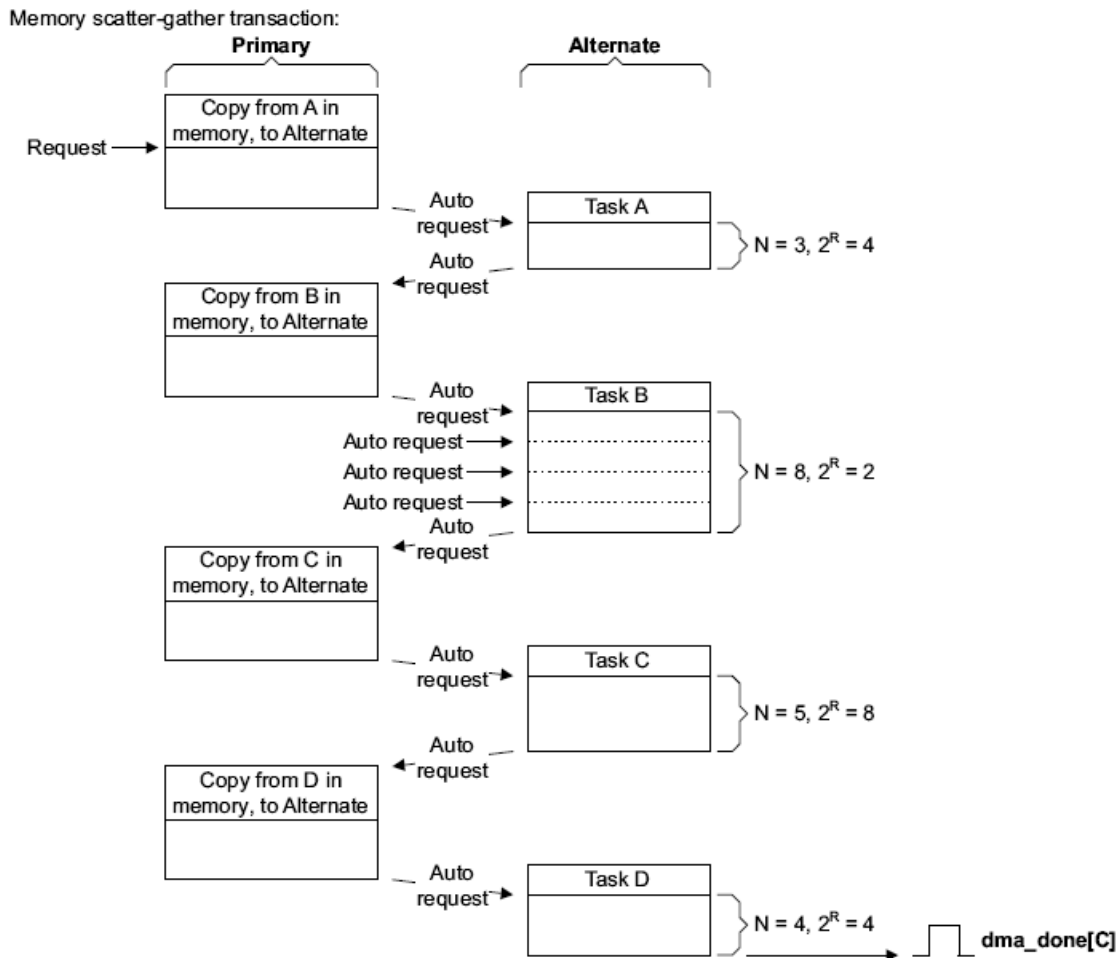 Memory scatter-gather transaction:
Primary
Alternate
Copy from A in
memory, to Alternate
Request
Auto
request
Task A
N = 3, 2^R = 4
Auto
request
Copy from B in
memory, to Alternate
Auto
request
Task B
Auto request
Auto request
N = 8, 2^R = 2
Auto request
Auto
request
Copy from C in
memory, to Alternate
Auto
request
Task C
N = 5, 2^R = 8
Auto
request
Copy from D in
memory, to Alternate
Auto
request
Task D
N = 4, 2^R = 4
dma_done[C]